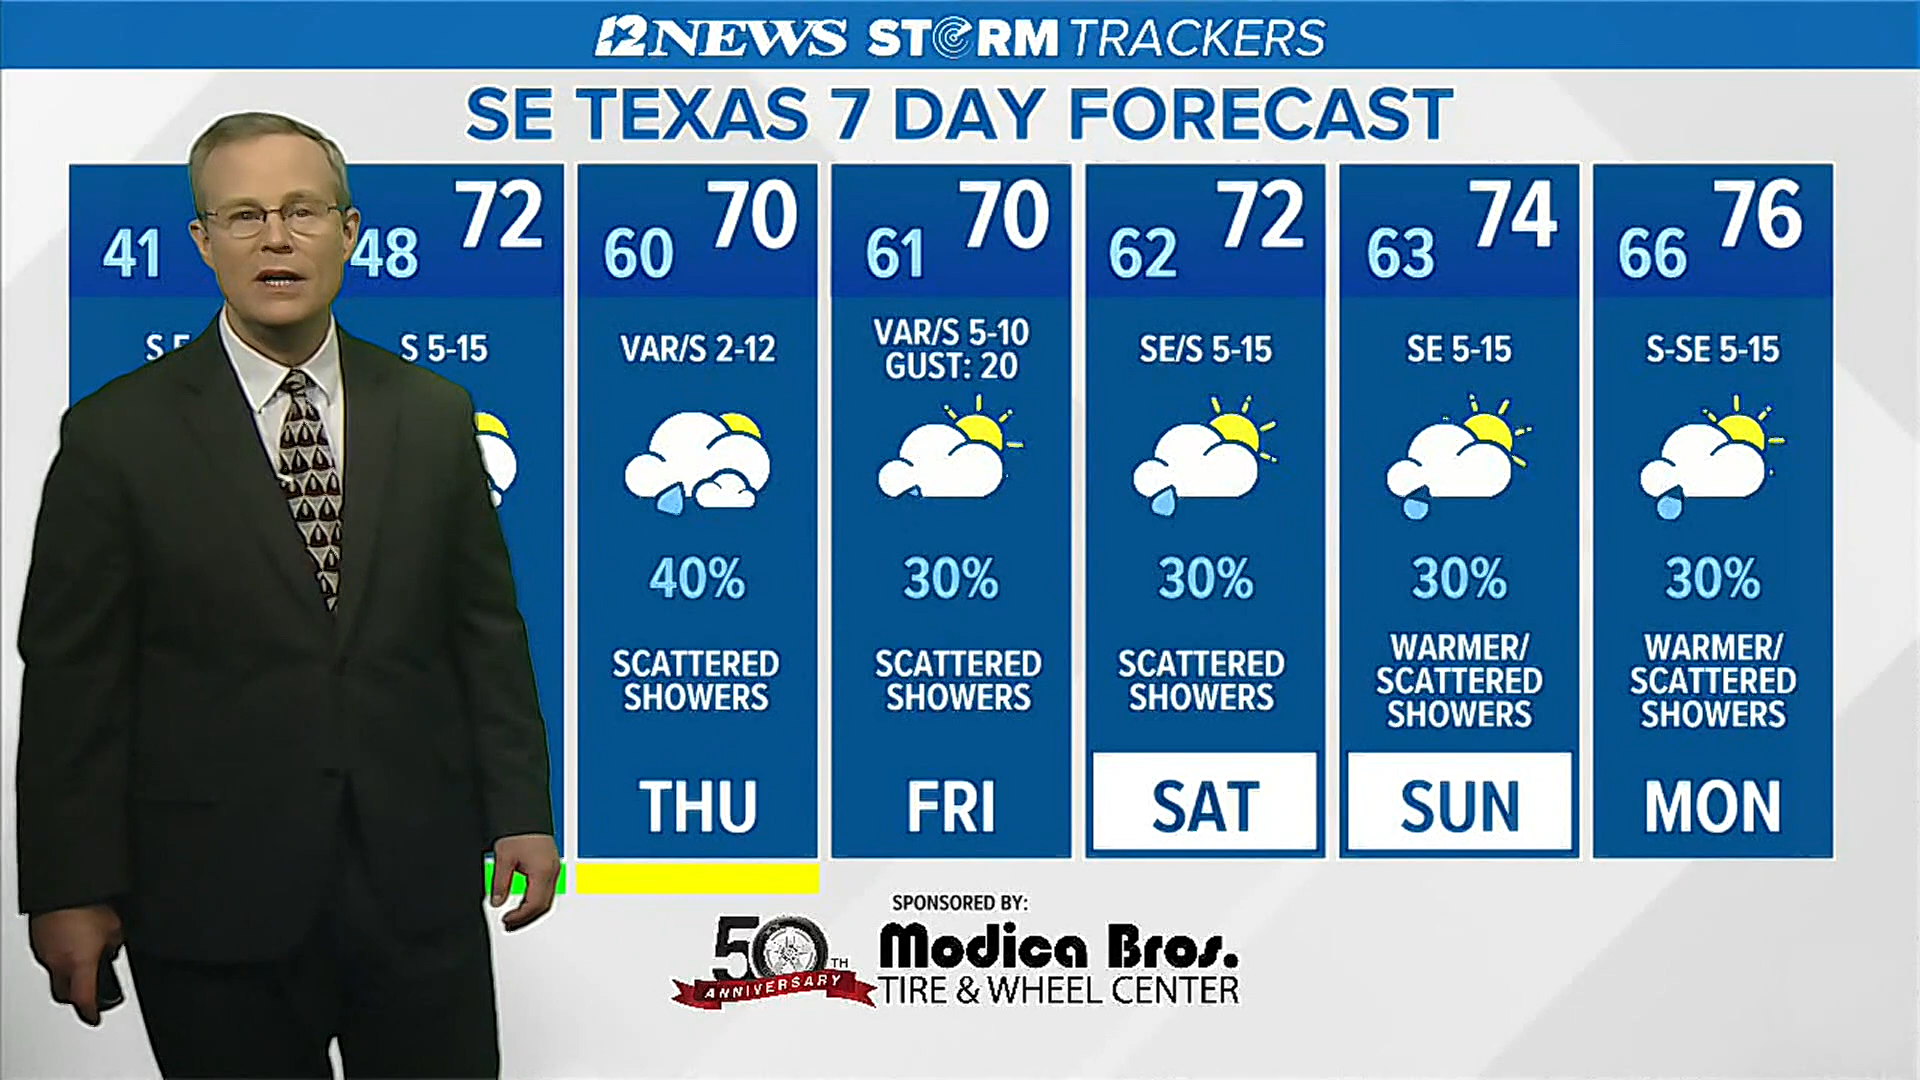 12NEWS STORM TRACKERS
SE TEXAS 7 DAY FORECAST
41
48 72
60 70
61 70
62 72
63 74
66 76
S 5-15
VAR/S 2-12
VAR/S 5-10
GUST: 20
SE/S 5-15
SE 5-15
S-SE 5-15
40%
30%
30%
30%
30%
SCATTERED
SHOWERS
SCATTERED
SHOWERS
SCATTERED
SHOWERS
WARMER/
SCATTERED
SHOWERS
WARMER/
SCATTERED
SHOWERS
THU
FRI
SAT
SUN
MON
SPONSORED BY:
50TH
ANNIVERSARY
Modica Bros.
TIRE & WHEEL CENTER